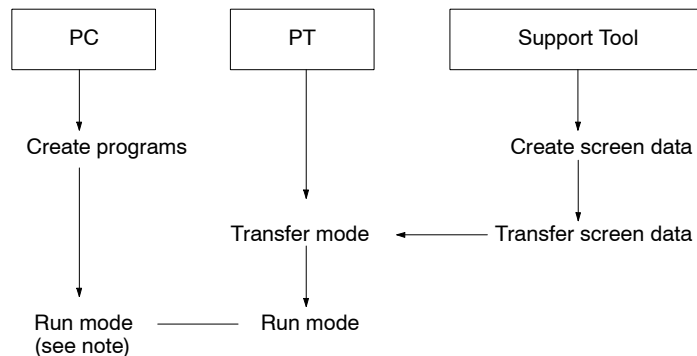 PC
PT
Support Tool
Create programs
Create screen data
Transfer mode
Transfer screen data
Run mode
(see note)
Run mode